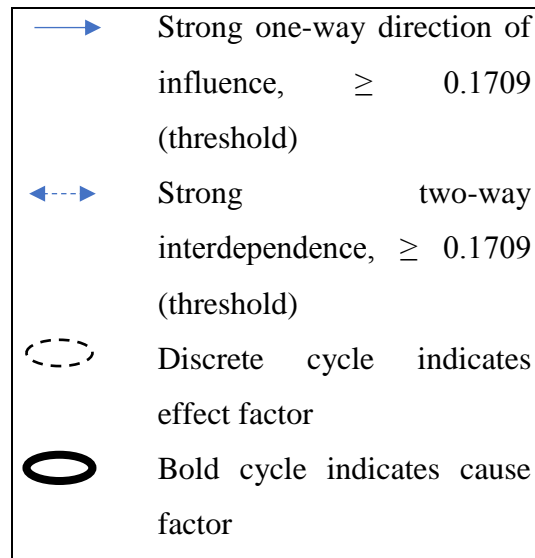 Strong one-way direction of
influence, ≥ 0.1709
(threshold)
Strong two-way
interdependence, ≥ 0.1709
(threshold)
Discrete cycle indicates
effect factor
Bold cycle indicates cause
factor